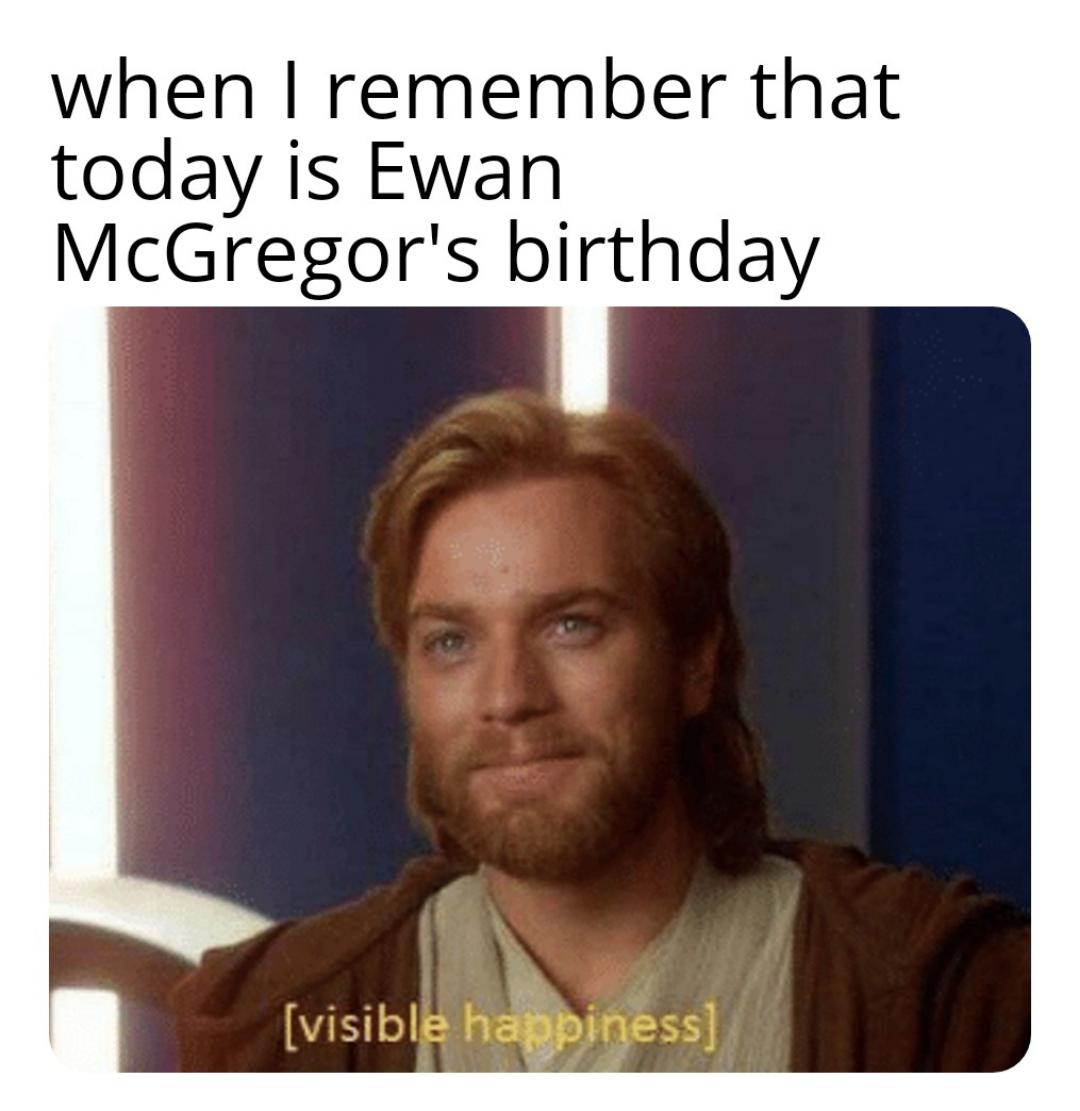 when I remember that
today is Ewan
McGregor's birthday
[visible happiness]